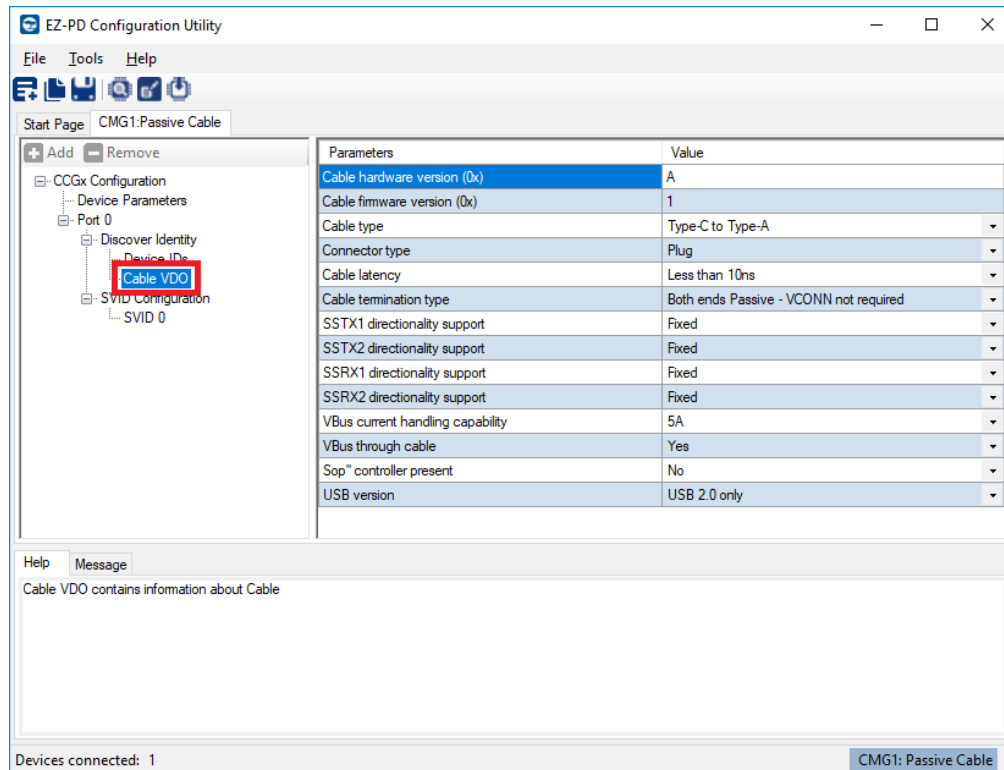 EZ-PD Configuration Utility
File Tools Help
Start Page CMG1:Passive Cable
Add Remove
CCGx Configuration
Device Parameters
Port 0
Discover Identity
Device IDs
Cable VDO
SVID Configuration
SVID 0
Parameters Value
Cable hardware version (0x) A
Cable firmware version (0x) 1
Cable type Type-C to Type-A
Connector type Plug
Cable latency Less than 10ns
Cable termination type Both ends Passive - VCONN not required
SSTX1 directionality support Fixed
SSTX2 directionality support Fixed
SSRX1 directionality support Fixed
SSRX2 directionality support Fixed
VBus current handling capability 5A
VBus through cable Yes
Sop" controller present No
USB version USB 2.0 only
Help Message
Cable VDO contains information about Cable
Devices connected: 1 CMG1: Passive Cable